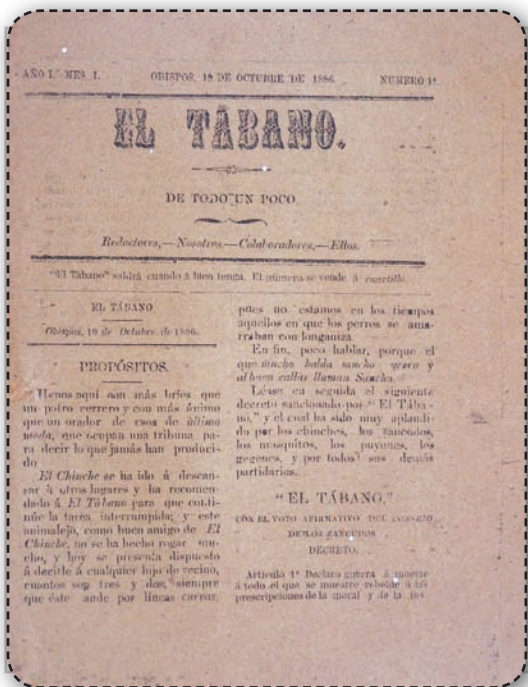 AÑO I. MES I. OBISPOS, 19 DE OCTUBRE DE 1886. NUMERO 1º
EL TÁBANO.
DE TODO UN POCO
Redactores,—Nosotros.—Colaboradores,—Ellos.
"El Tábano" saldrá cuando á bien tenga. El número se vende á cuartillo.
EL TÁBANO
Obispos, 19 de Octubre de 1886.
PROPÓSITOS.
Henos aquí con más bríos que
un potro cerrero y con más ánimo
que un orador de esos de última
moda, que ocupan una tribuna pa-
ra decir lo que jamás han produci-
do
El Chinche se ha ido á descan-
sar á otros lugares y ha recomen-
dado á El Tábano para que conti-
núe la tarea interrumpida; y este
animalejo, como buen amigo de El
Chinche, no se ha hecho rogar mu-
cho, y hoy se presenta dispuesto
á decirle á cualquier hijo de vecino,
cuantos son tres y dos, siempre
que éste ande por líneas curvas,
pues no estamos en los tiempos
aquellos en que los perros se ama-
rraban con longaniza.
En fin, poco hablar, porque el
que mucho habla mucho yerra y
al buen callar llaman Sancho.
Léase en seguida el siguiente
decreto sancionado por "El Tába-
no," y el cual ha sido muy aplaudi-
do por los chinches, los zancudos,
los mosquitos, los puyones, los
gegenes, y por todos sus demás
partidarios.
"EL TÁBANO,"
CON EL VOTO AFIRMATIVO DEL CONSEJO
DE MÁS ZANCUDOS
DECRETO.
Artículo 1º Declaro guerra á muerte
á todo el que se muestre rebelde á las
prescripciones de la moral y de la jus